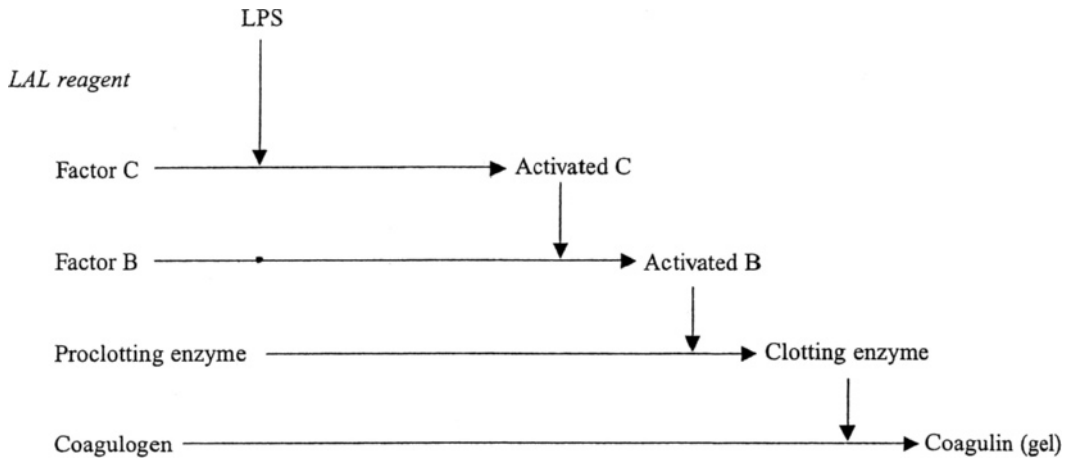 LPS
LAL reagent
Factor C
Activated C
Factor B
Activated B
Proclotting enzyme
Clotting enzyme
Coagulogen
Coagulin (gel)